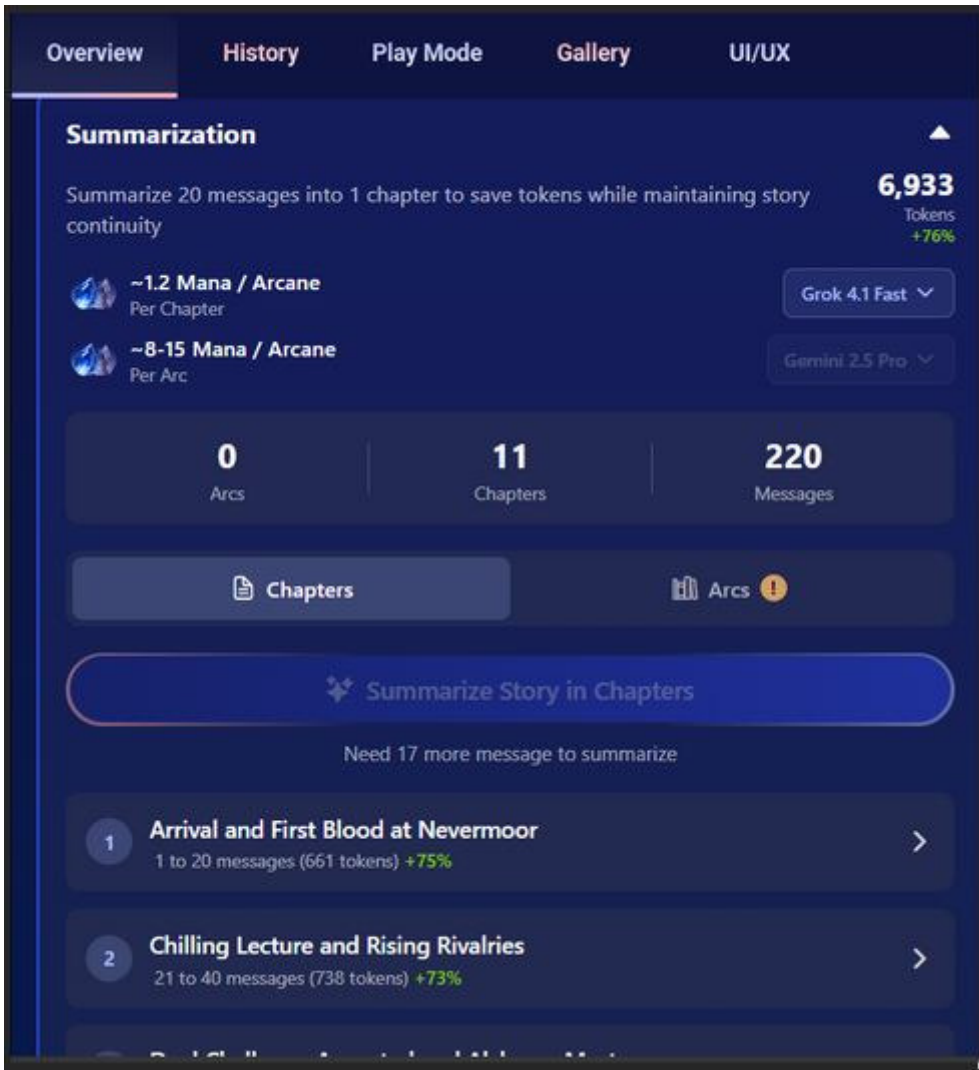 Overview History Play Mode Gallery UI/UX
Summarization
Summarize 20 messages into 1 chapter to save tokens while maintaining story
continuity
6,933
Tokens
+76%
~1.2 Mana / Arcane
Per Chapter
Grok 4.1 Fast
~8-15 Mana / Arcane
Per Arc
Gemini 2.5 Pro
0 11 220
Arcs Chapters Messages
Chapters Arcs !
Summarize Story in Chapters
Need 17 more message to summarize
1 Arrival and First Blood at Nevermoor
1 to 20 messages (661 tokens) +75%
2 Chilling Lecture and Rising Rivalries
21 to 40 messages (738 tokens) +73%